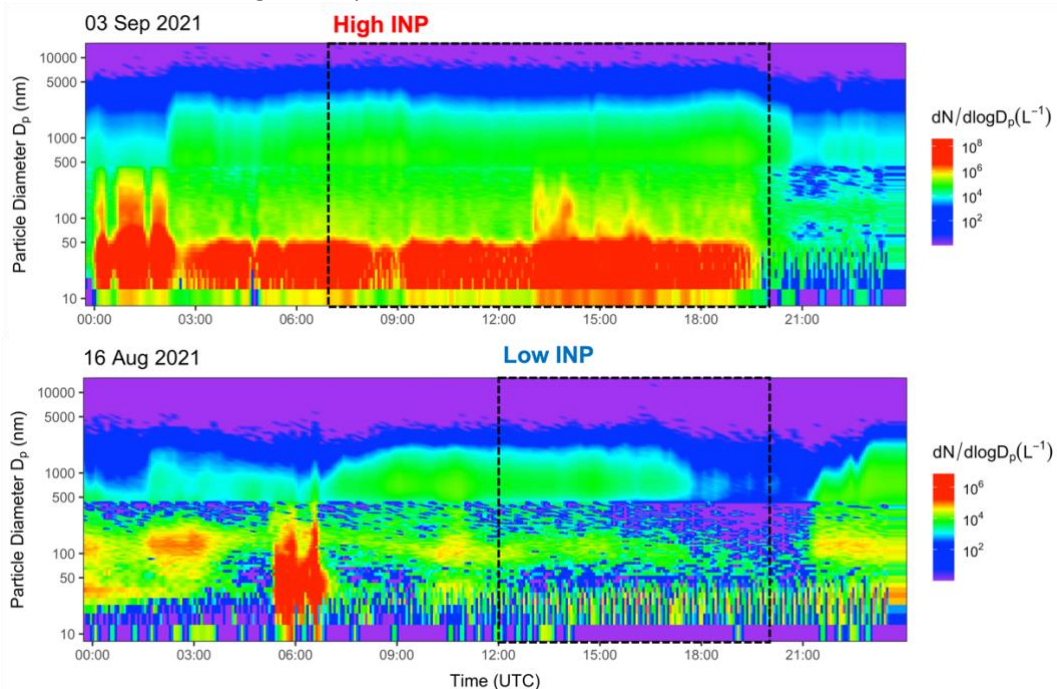 03 Sep 2021
High INP
Particle Diameter Dp (nm)
10000
5000
1000
500
100
50
10
00:00 03:00 06:00 09:00 12:00 15:00 18:00 21:00
dN/dlogDp(L⁻¹)
10⁸
10⁶
10⁴
10²
16 Aug 2021
Low INP
Particle Diameter Dp (nm)
10000
5000
1000
500
100
50
10
00:00 03:00 06:00 09:00 12:00 15:00 18:00 21:00
Time (UTC)
dN/dlogDp(L⁻¹)
10⁶
10⁴
10²